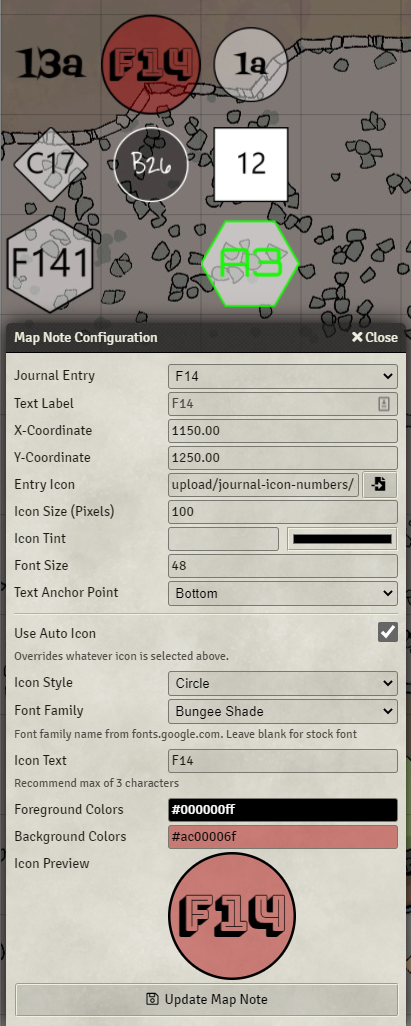 13a F14 1a
C17 B26 12
F141 A3
Map Note Configuration Close
Journal Entry F14
Text Label F14
X-Coordinate 1150.00
Y-Coordinate 1250.00
Entry Icon upload/journal-icon-numbers/
Icon Size (Pixels) 100
Icon Tint
Font Size 48
Text Anchor Point Bottom
Use Auto Icon
Overrides whatever icon is selected above.
Icon Style Circle
Font Family Bungee Shade
Font family name from fonts.google.com. Leave blank for stock font
Icon Text F14
Recommend max of 3 characters
Foreground Colors #000000ff
Background Colors #ac00006f
Icon Preview
F14
Update Map Note